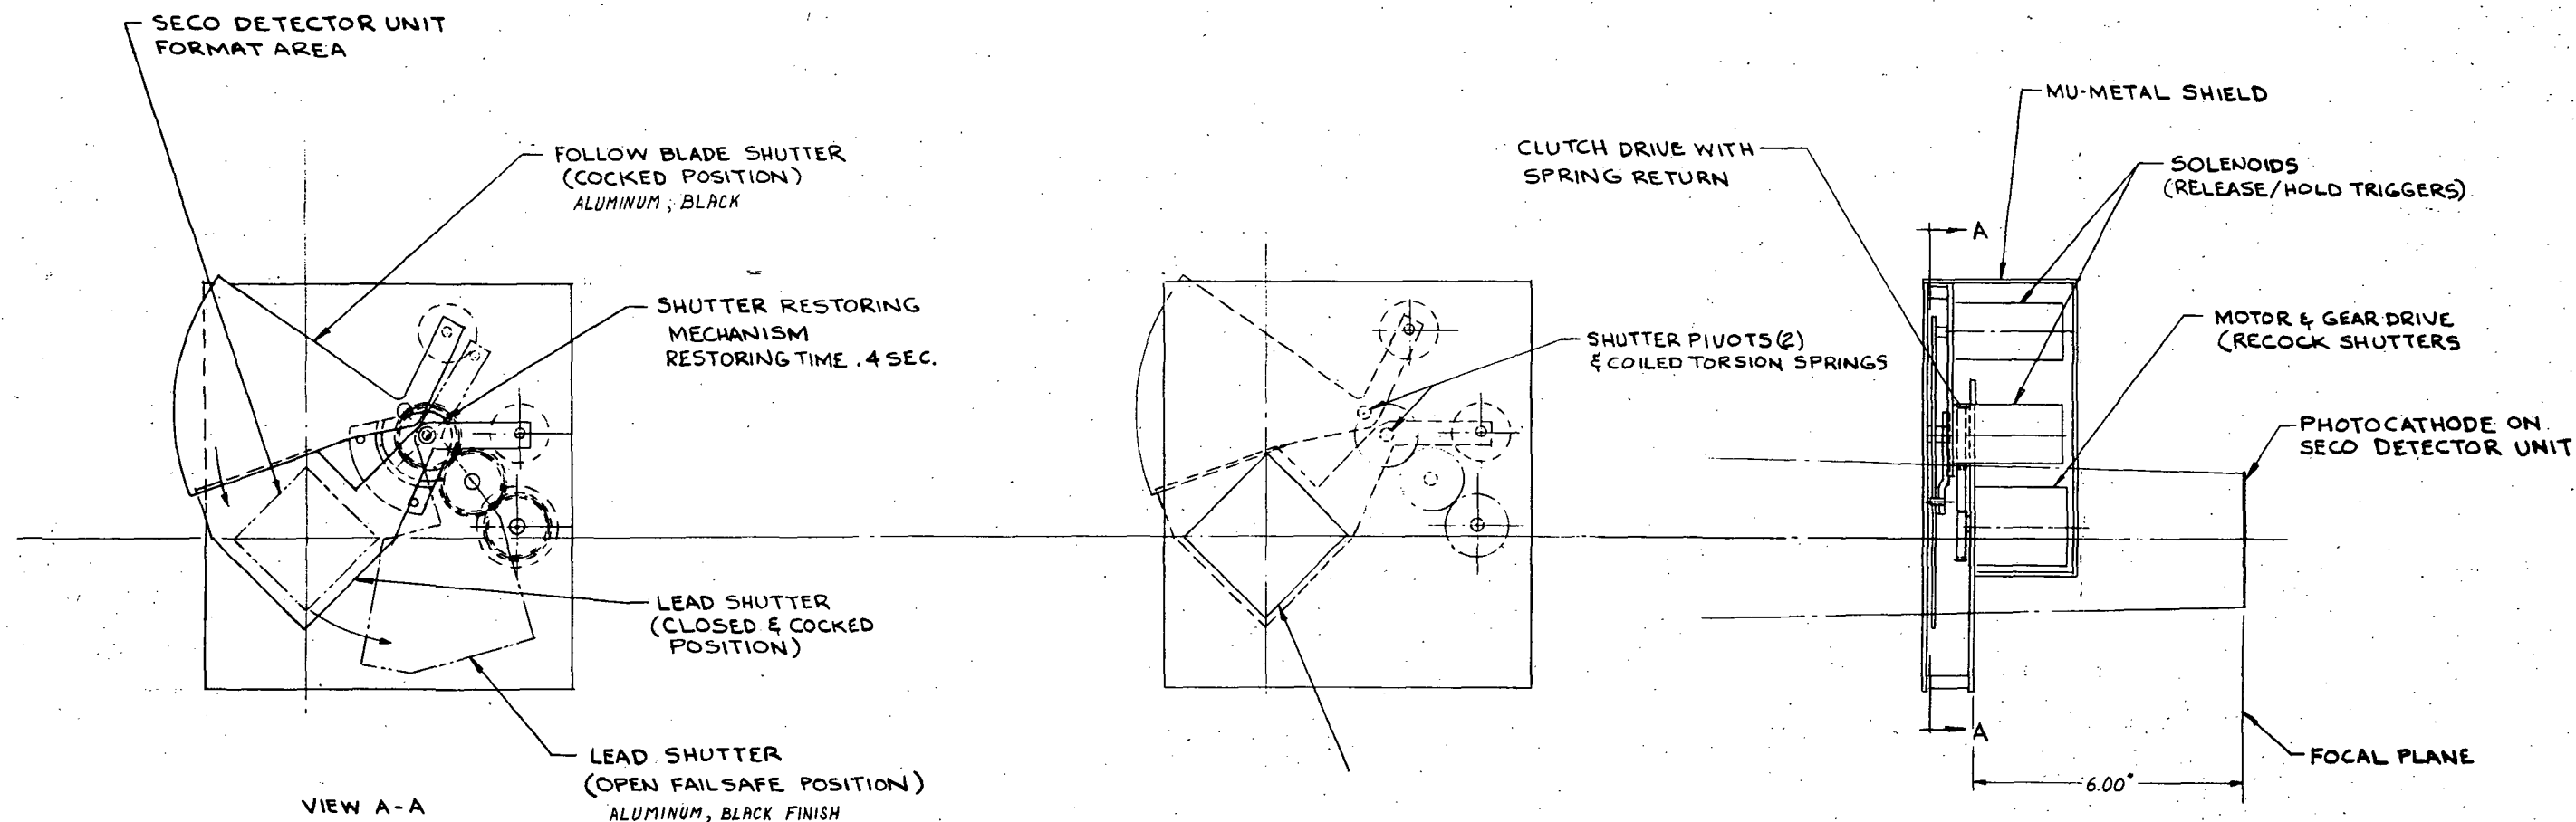 SECO DETECTOR UNIT
FORMAT AREA
FOLLOW BLADE SHUTTER
(COCKED POSITION)
ALUMINUM; BLACK
SHUTTER RESTORING
MECHANISM
RESTORING TIME .4 SEC.
LEAD SHUTTER
(CLOSED & COCKED
POSITION)
LEAD SHUTTER
(OPEN FAILSAFE POSITION)
ALUMINUM, BLACK FINISH
VIEW A-A
SHUTTER PIVOTS(2)
& COILED TORSION SPRINGS
CLUTCH DRIVE WITH
SPRING RETURN
MU-METAL SHIELD
SOLENOIDS
(RELEASE/HOLD TRIGGERS)
A
MOTOR & GEAR DRIVE
(RECOCK SHUTTERS
PHOTOCATHODE ON
SECO DETECTOR UNIT
A
FOCAL PLANE
6.00"